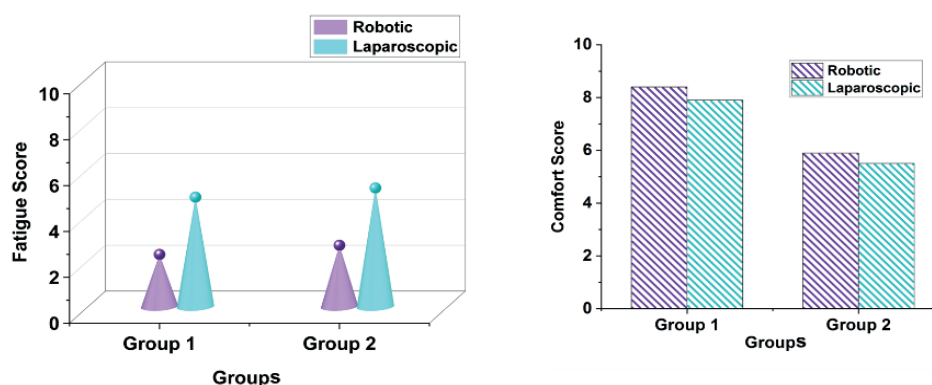 Robotic
Laparoscopic
10
8
6
4
2
0
Fatigue Score
Group 1
Group 2
Groups
10
8
6
4
2
0
Comfort Score
Robotic
Laparoscopic
Group 1
Group 2
Groups